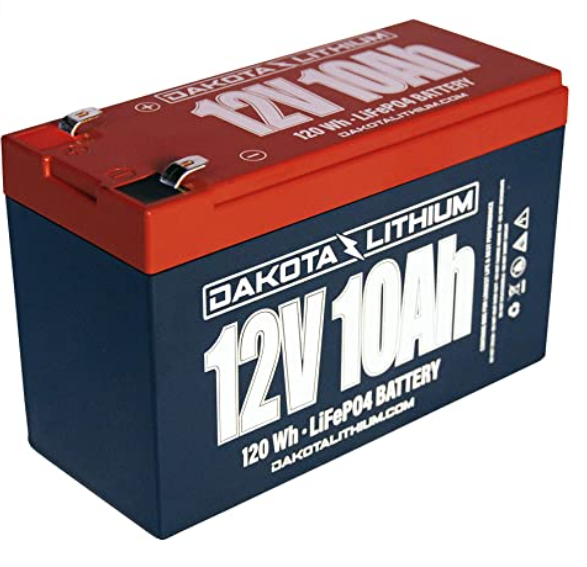 DAKOTA LITHIUM
12V 10Ah
120 Wh · LiFePO4 BATTERY
DAKOTALITHIUM.COM
+
−
DAKOTA LITHIUM
12V 10Ah
120 Wh · LiFePO4 BATTERY
DAKOTALITHIUM.COM